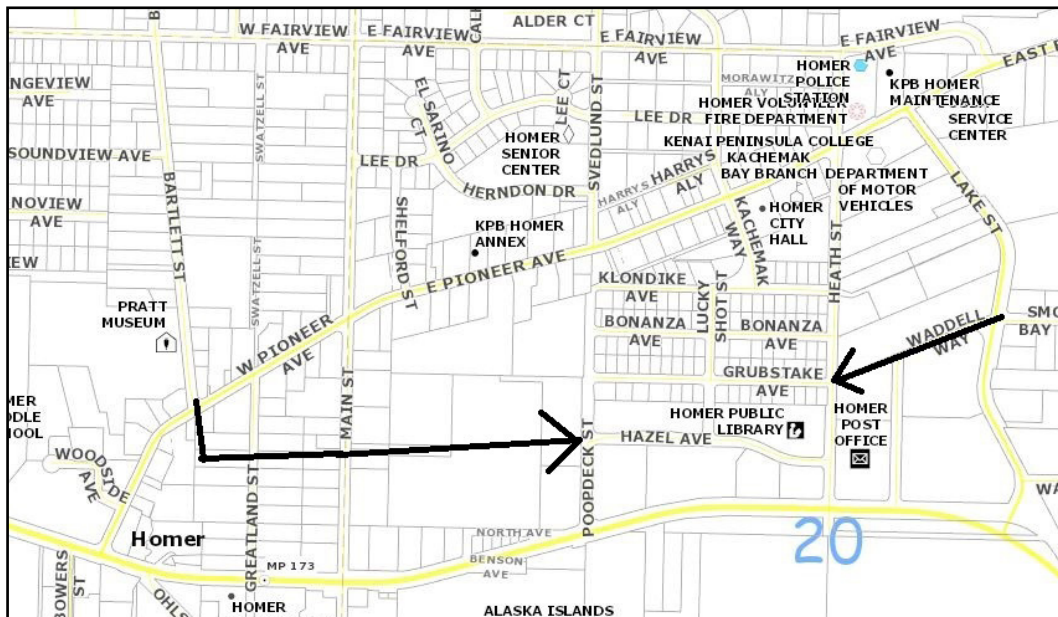 B
W FAIRVIEW
AVE
E FAIRVIEW
AVE
CAL
ALDER CT
E FAIRVIEW
AVE
E FAIRVIEW
AVE
EAST
NGEVIEW
AVE
SWATZELL ST
EL SARINO
CT
LEE CT
SVEDLUND ST
MORAWITZ
ALY
HOMER
POLICE
STATION
KPB HOMER
MAINTENANCE
SERVICE
CENTER
HOMER VOLUNTEER
FIRE DEPARTMENT
LEE DR
SOUNDVIEW AVE
LEE DR
HOMER
SENIOR
CENTER
KENAI PENINSULA COLLEGE
KACHEMAK
BAY BRANCH
DEPARTMENT
OF MOTOR
VEHICLES
BARTLETT ST
HERNDON DR
HARRYS
ALY
HARRYS
ALY
LAKE ST
NOVIEW
AVE
SHELFORD ST
KACHEMAK
WAY
HOMER
CITY
HALL
IEW
SWATZELL ST
MAIN ST
KPB HOMER
ANNEX
E PIONEER AVE
HEATH ST
KLONDIKE
AVE
LUCKY
SHOT ST
PRATT
MUSEUM
W PIONEER
AVE
BONANZA
AVE
BONANZA
AVE
WADDELL
WAY
SMO
BAY
GRUBSTAKE
AVE
MER
DLE
HOOL
HOMER PUBLIC
LIBRARY
HOMER
POST
OFFICE
HAZEL AVE
WOODSIDE
AVE
GREATLAND ST
POOPDECK ST
WA
Homer
NORTH AVE
BENSON
AVE
20
MP 173
BOWERS
ST
OHLS
HOMER
ALASKA ISLANDS